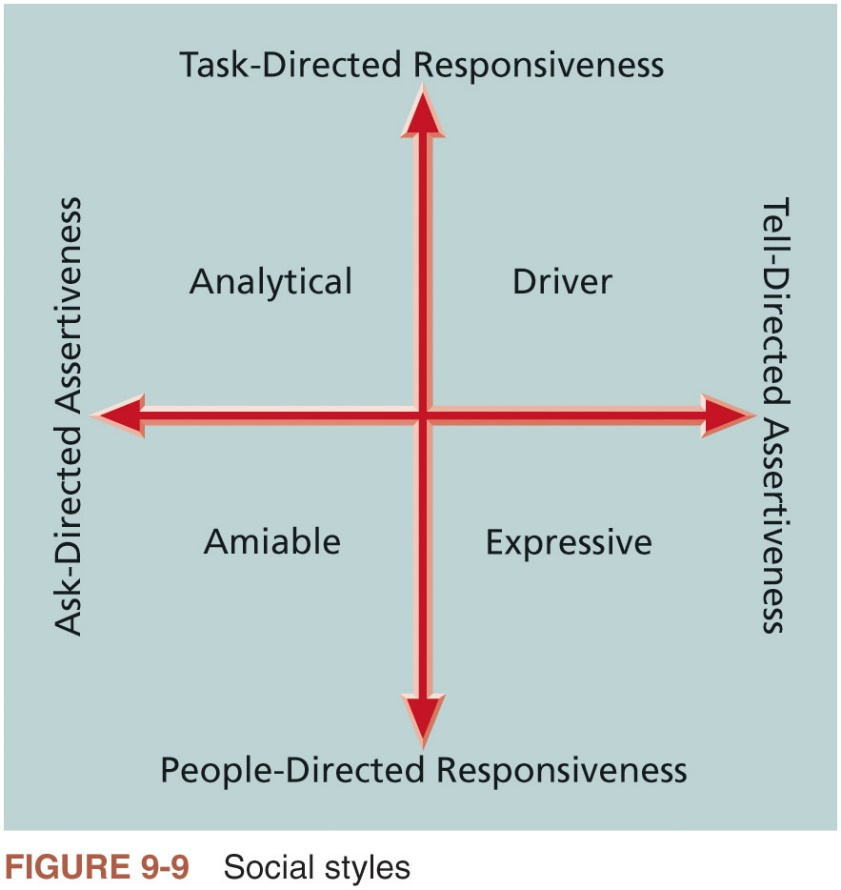 Task-Directed Responsiveness
Ask-Directed Assertiveness
Tell-Directed Assertiveness
Analytical
Driver
Amiable
Expressive
People-Directed Responsiveness
FIGURE 9-9 Social styles